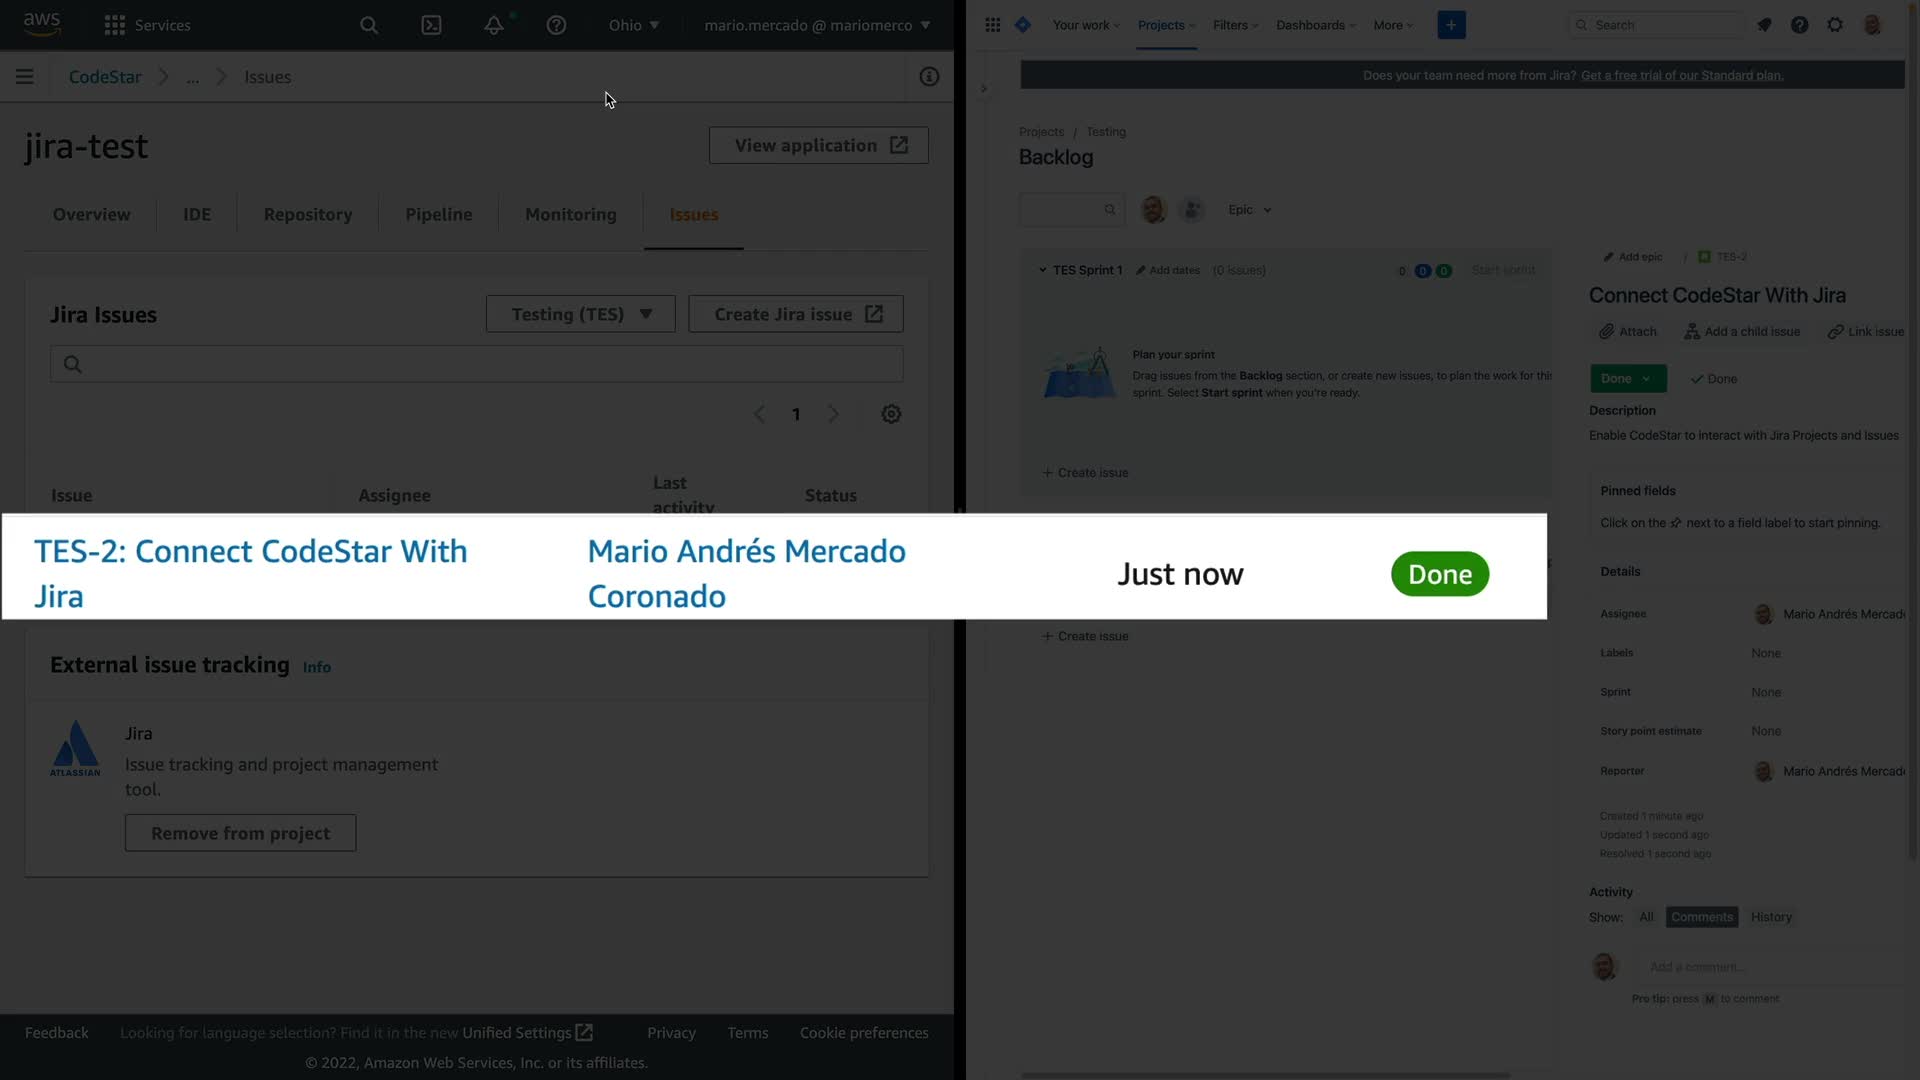 aws
Services
Ohio
mario.mercado @ mariomerco
CodeStar
...
Issues
jira-test
View application
Overview
IDE
Repository
Pipeline
Monitoring
Issues
Jira Issues
Testing (TES)
Create Jira issue
1
Issue
Assignee
Last
activity
Status
TES-2: Connect CodeStar With
Jira
Mario Andrés Mercado
Coronado
Just now
Done
External issue tracking Info
ATLASSIAN
Jira
Issue tracking and project management
tool.
Remove from project
Feedback
Looking for language selection? Find it in the new Unified Settings
Privacy
Terms
Cookie preferences
© 2022, Amazon Web Services, Inc. or its affiliates.
Your work
Projects
Filters
Dashboards
More
+
Search
Does your team need more from Jira? Get a free trial of our Standard plan.
Projects / Testing
Backlog
Epic
TES Sprint 1
Add dates
(0 issues)
0 0 0
Start sprint
Plan your sprint
Drag issues from the Backlog section, or create new issues, to plan the work for this
sprint. Select Start sprint when you're ready.
+ Create issue
+ Create issue
Add epic / TES-2
Connect CodeStar With Jira
Attach
Add a child issue
Link issue
Done
Done
Description
Enable CodeStar to interact with Jira Projects and Issues
Pinned fields
Click on the next to a field label to start pinning.
Details
Assignee
Mario Andrés Mercad
Labels
None
Sprint
None
Story point estimate
None
Reporter
Mario Andrés Mercad
Created 1 minute ago
Updated 1 second ago
Resolved 1 second ago
Activity
Show: All Comments History
Add a comment...
Pro tip: press M to comment